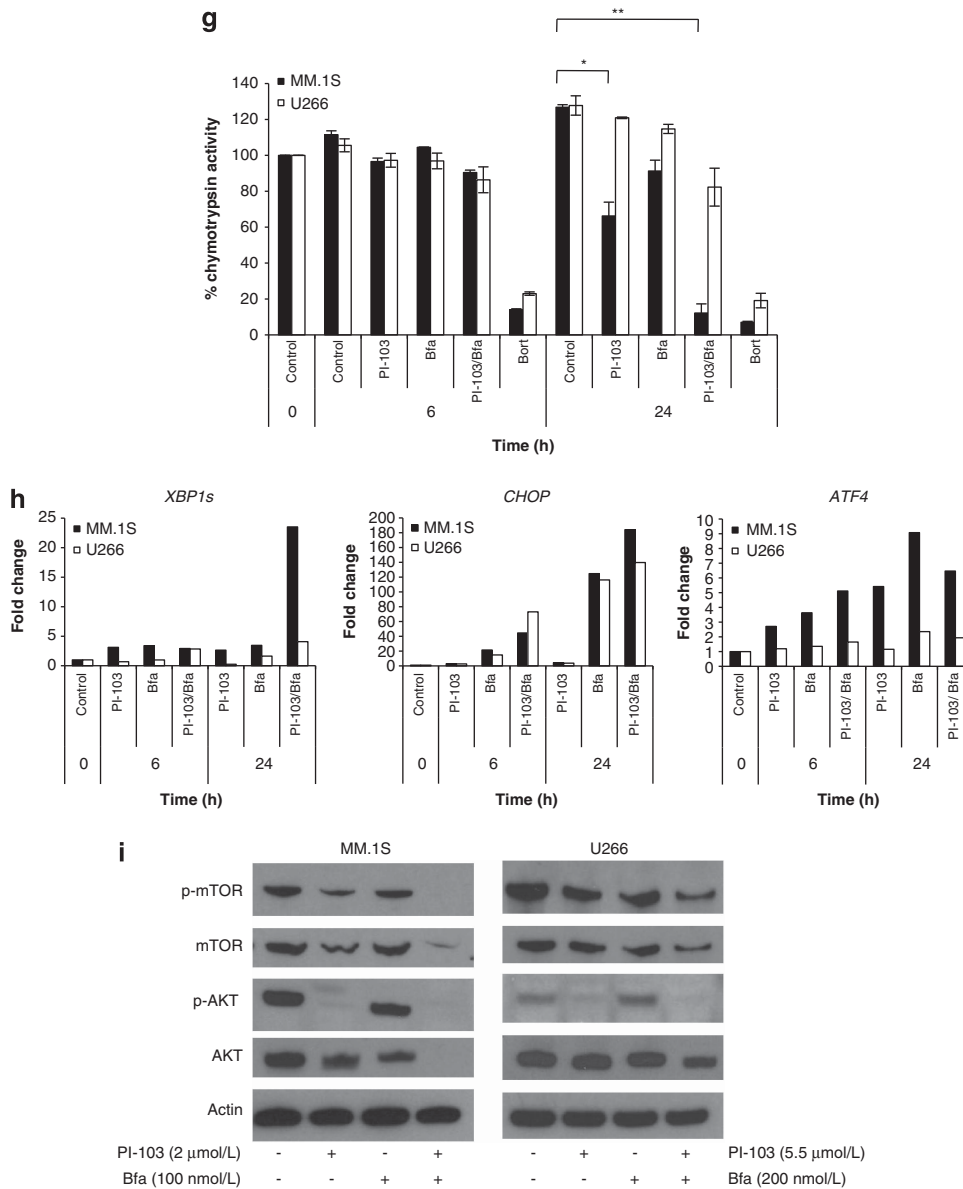 g
**
*
MM.1S
U266
% chymotrypsin activity
140
120
100
80
60
40
20
0
Control
Control
PI-103
Bfa
PI-103/Bfa
Bort
Control
PI-103
Bfa
PI-103/Bfa
Bort
0
6
24
Time (h)
h
XBP1s
MM.1S
U266
Fold change
25
20
15
10
5
0
Control
PI-103
Bfa
PI-103/Bfa
PI-103
Bfa
PI-103/Bfa
0
6
24
Time (h)
CHOP
MM.1S
U266
Fold change
200
180
160
140
120
100
80
60
40
20
0
Control
PI-103
Bfa
PI-103/Bfa
PI-103
Bfa
PI-103/Bfa
0
6
24
Time (h)
ATF4
MM.1S
U266
Fold change
10
9
8
7
6
5
4
3
2
1
0
Control
PI-103
Bfa
PI-103/ Bfa
PI-103
Bfa
PI-103/Bfa
0
6
24
Time (h)
i
MM.1S U266
p-mTOR
mTOR
p-AKT
AKT
Actin
PI-103 (2 μmol/L) - + - + - + - + PI-103 (5.5 μmol/L)
Bfa (100 nmol/L) - - + + - - + + Bfa (200 nmol/L)